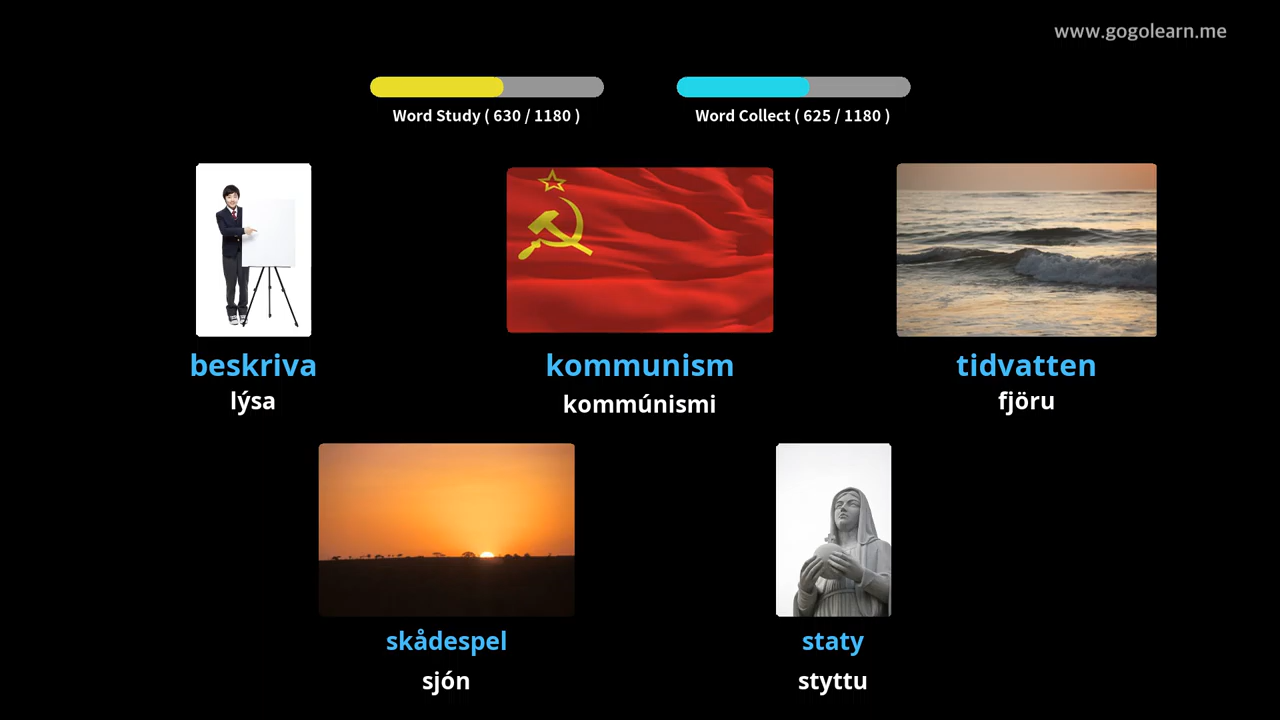 www.gogolearn.me
Word Study ( 630 / 1180 )
Word Collect ( 625 / 1180 )
beskriva
lýsa
kommunism
kommúnismi
tidvatten
fjöru
skådespel
sjón
staty
styttu